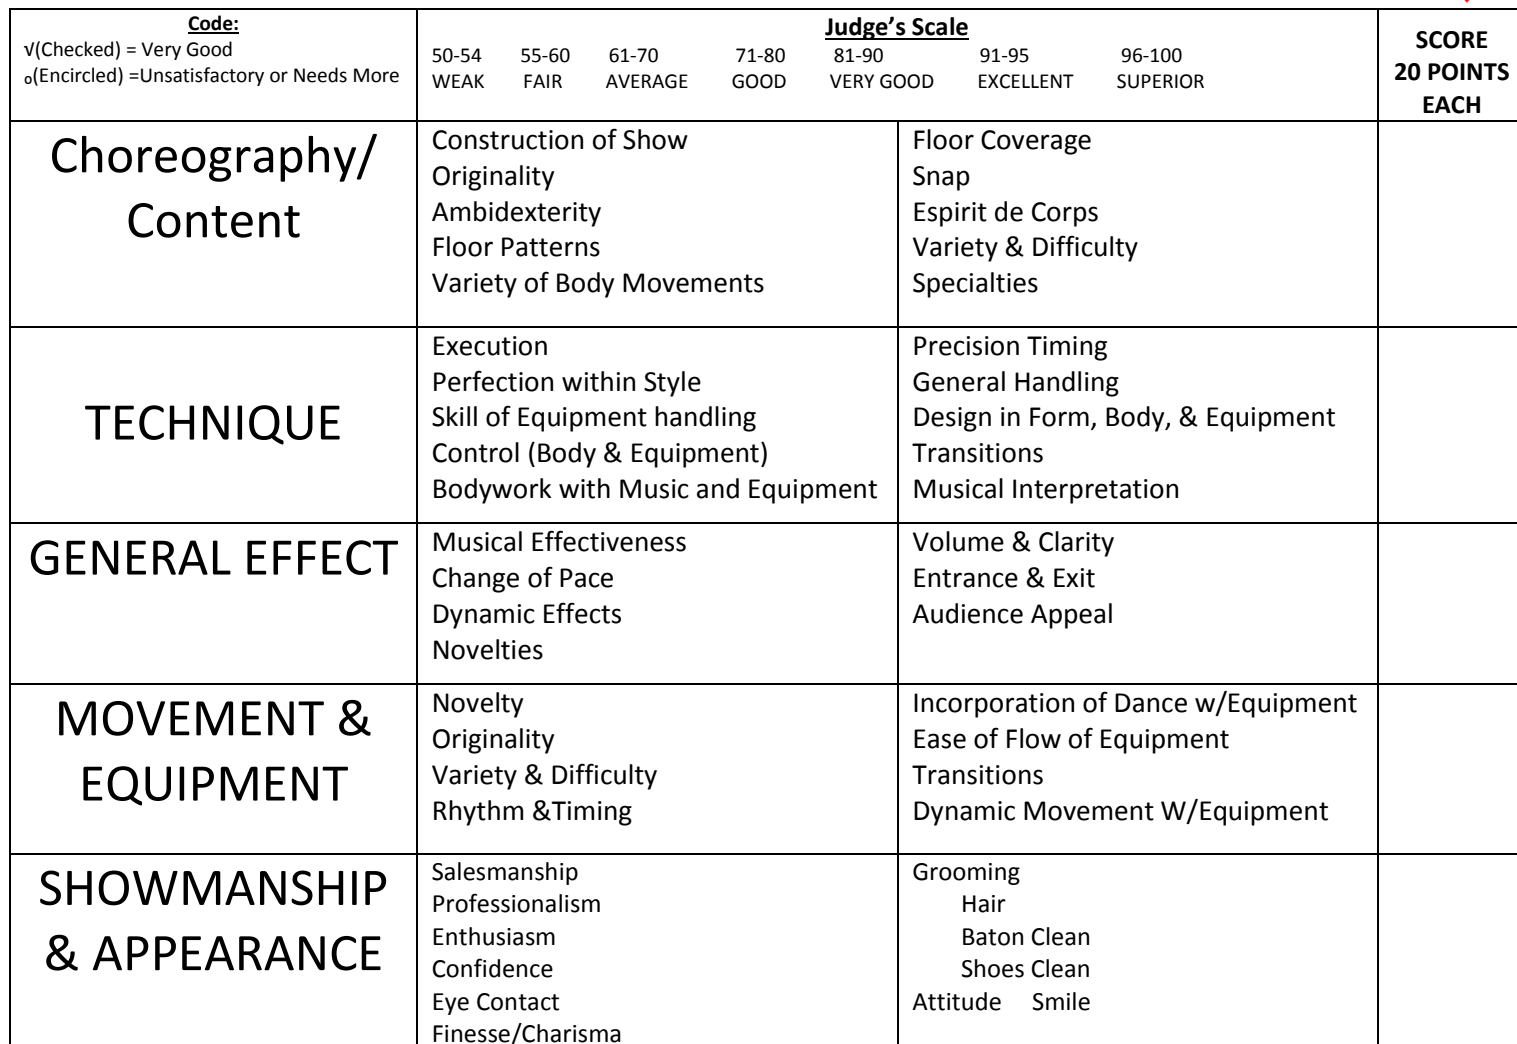 Code:
√(Checked) = Very Good
o(Encircled) =Unsatisfactory or Needs More
Judge's Scale
50-54 55-60 61-70 71-80 81-90 91-95 96-100
WEAK FAIR AVERAGE GOOD VERY GOOD EXCELLENT SUPERIOR
SCORE
20 POINTS
EACH
Choreography/
Content
Construction of Show
Originality
Ambidexterity
Floor Patterns
Variety of Body Movements
Floor Coverage
Snap
Espirit de Corps
Variety & Difficulty
Specialties
TECHNIQUE
Execution
Perfection within Style
Skill of Equipment handling
Control (Body & Equipment)
Bodywork with Music and Equipment
Precision Timing
General Handling
Design in Form, Body, & Equipment
Transitions
Musical Interpretation
GENERAL EFFECT
Musical Effectiveness
Change of Pace
Dynamic Effects
Novelties
Volume & Clarity
Entrance & Exit
Audience Appeal
MOVEMENT &
EQUIPMENT
Novelty
Originality
Variety & Difficulty
Rhythm &Timing
Incorporation of Dance w/Equipment
Ease of Flow of Equipment
Transitions
Dynamic Movement W/Equipment
SHOWMANSHIP
& APPEARANCE
Salesmanship
Professionalism
Enthusiasm
Confidence
Eye Contact
Finesse/Charisma
Grooming
Hair
Baton Clean
Shoes Clean
Attitude Smile